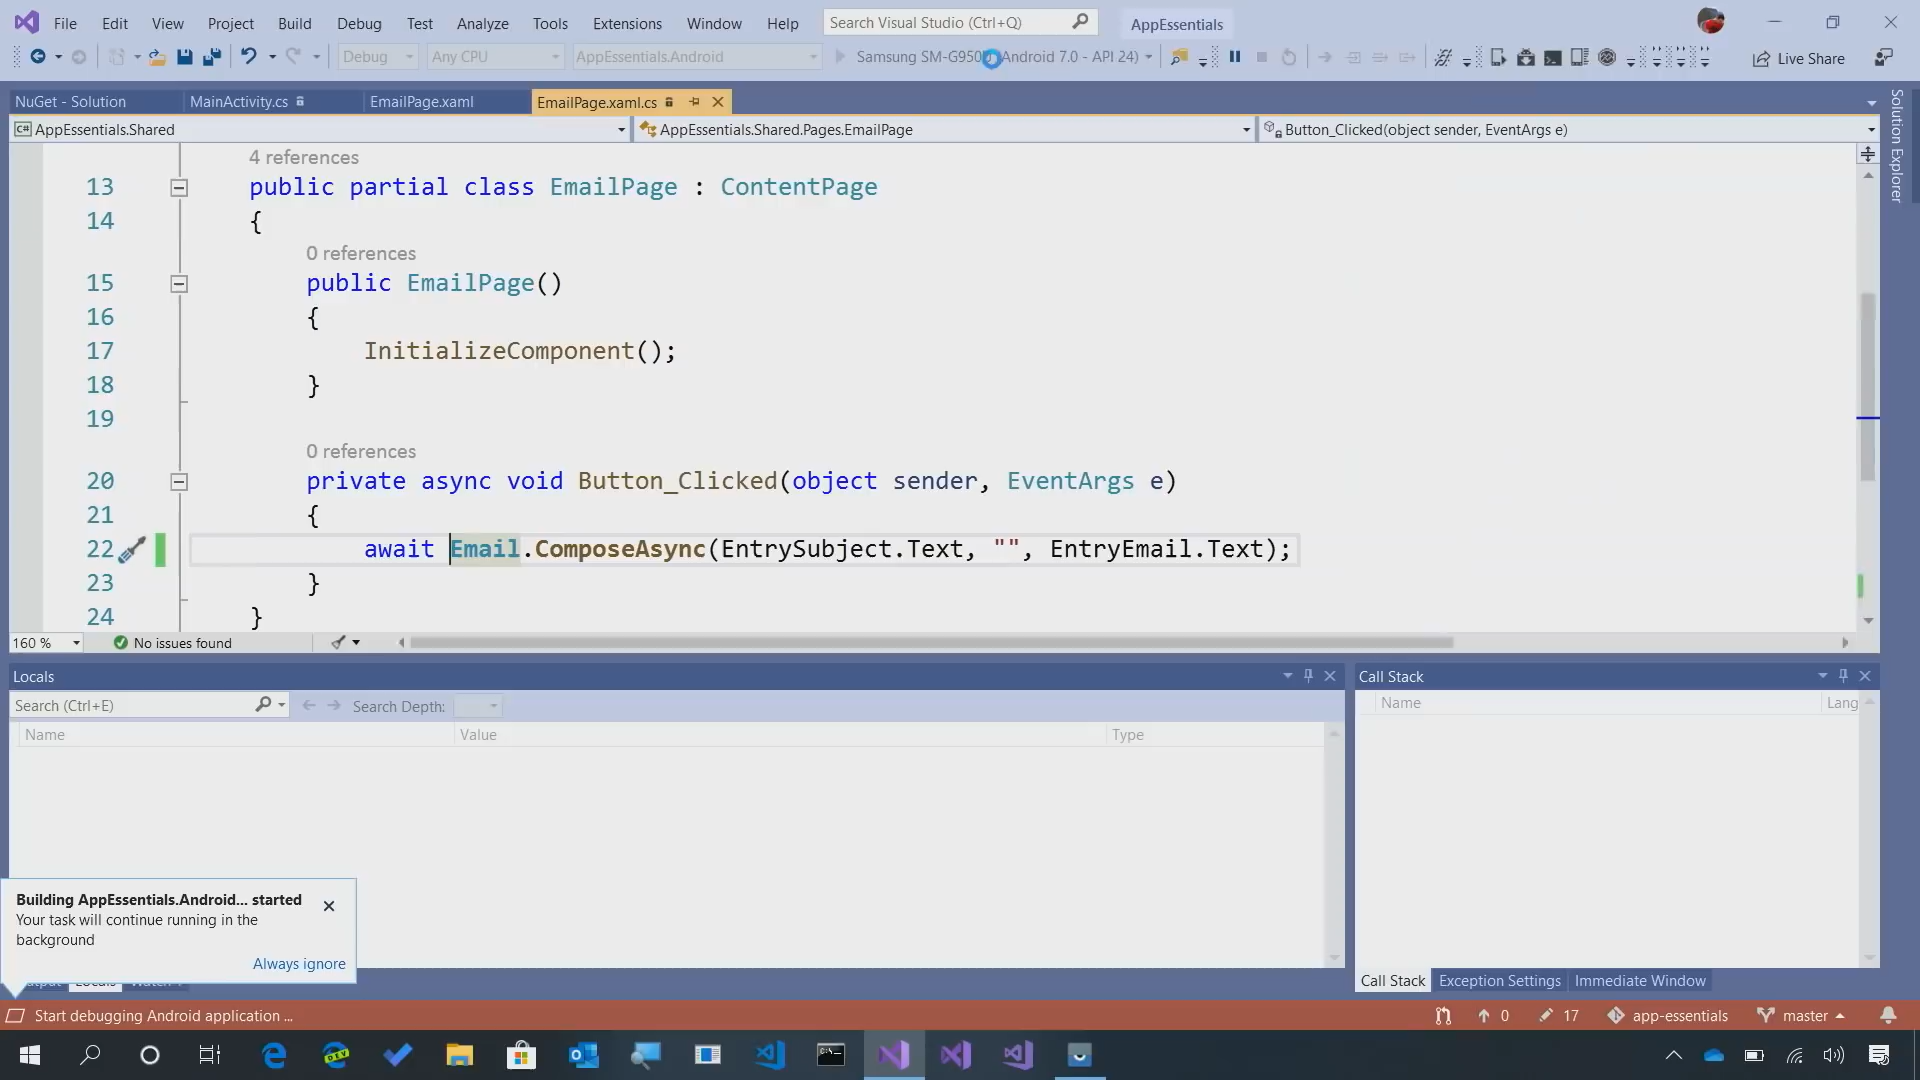 File Edit View Project Build Debug Test Analyze Tools Extensions Window Help Search Visual Studio (Ctrl+Q) AppEssentials
Debug Any CPU AppEssentials.Android Samsung SM-G950U (Android 7.0 - API 24) Live Share
NuGet - Solution MainActivity.cs EmailPage.xaml EmailPage.xaml.cs
Solution Explorer
C# AppEssentials.Shared AppEssentials.Shared.Pages.EmailPage Button_Clicked(object sender, EventArgs e)
4 references
13 public partial class EmailPage : ContentPage
14 {
0 references
15 public EmailPage()
16 {
17 InitializeComponent();
18 }
19
0 references
20 private async void Button_Clicked(object sender, EventArgs e)
21 {
22 await Email.ComposeAsync(EntrySubject.Text, "", EntryEmail.Text);
23 }
24 }
160 % No issues found
Locals
Search (Ctrl+E) Search Depth:
Name Value Type
Call Stack
Name Lang
Building AppEssentials.Android... started
Your task will continue running in the
background
Always ignore
Call Stack Exception Settings Immediate Window
Start debugging Android application ... 0 17 app-essentials master
DEV